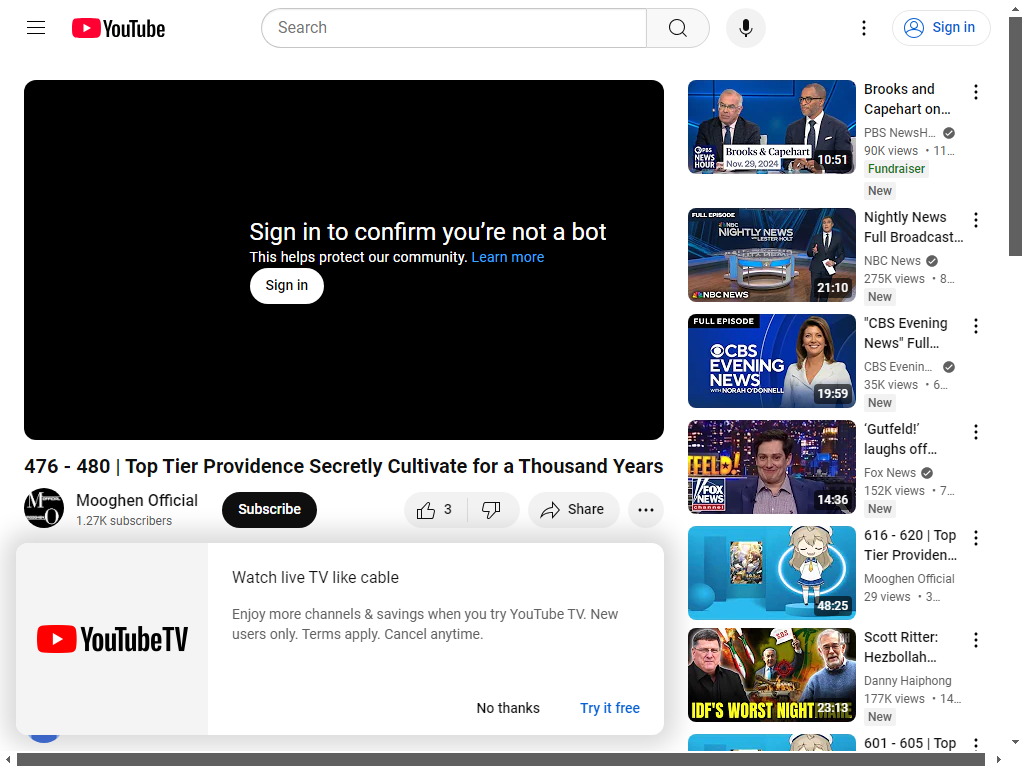 YouTube
Search
Sign in
Sign in to confirm you're not a bot
This helps protect our community. Learn more
Sign in
476 - 480 | Top Tier Providence Secretly Cultivate for a Thousand Years
Mooghen Official
1.27K subscribers
Subscribe
3
Share
YouTubeTV
Watch live TV like cable
Enjoy more channels & savings when you try YouTube TV. New
users only. Terms apply. Cancel anytime.
No thanks
Try it free
PBS
NEWS
HOUR
Brooks & Capehart
Nov. 29, 2024
10:51
Brooks and
Capehart on…
PBS NewsH…
90K views • 11…
Fundraiser
New
FULL EPISODE
NBC
NIGHTLY NEWS
WITH LESTER HOLT
NBC NEWS
21:10
Nightly News
Full Broadcast…
NBC News
275K views • 8…
New
FULL EPISODE
CBS
EVENING
NEWS
WITH NORAH O'DONNELL
19:59
"CBS Evening
News" Full…
CBS Evenin…
35K views • 6…
New
FELD!
FOX
NEWS
channel
14:36
‘Gutfeld!’
laughs off…
Fox News
152K views • 7…
New
48:25
616 - 620 | Top
Tier Providen…
Mooghen Official
29 views • 3…
IDF'S WORST NIGHTMARE
23:13
Scott Ritter:
Hezbollah…
Danny Haiphong
177K views • 14…
New
601 - 605 | Top